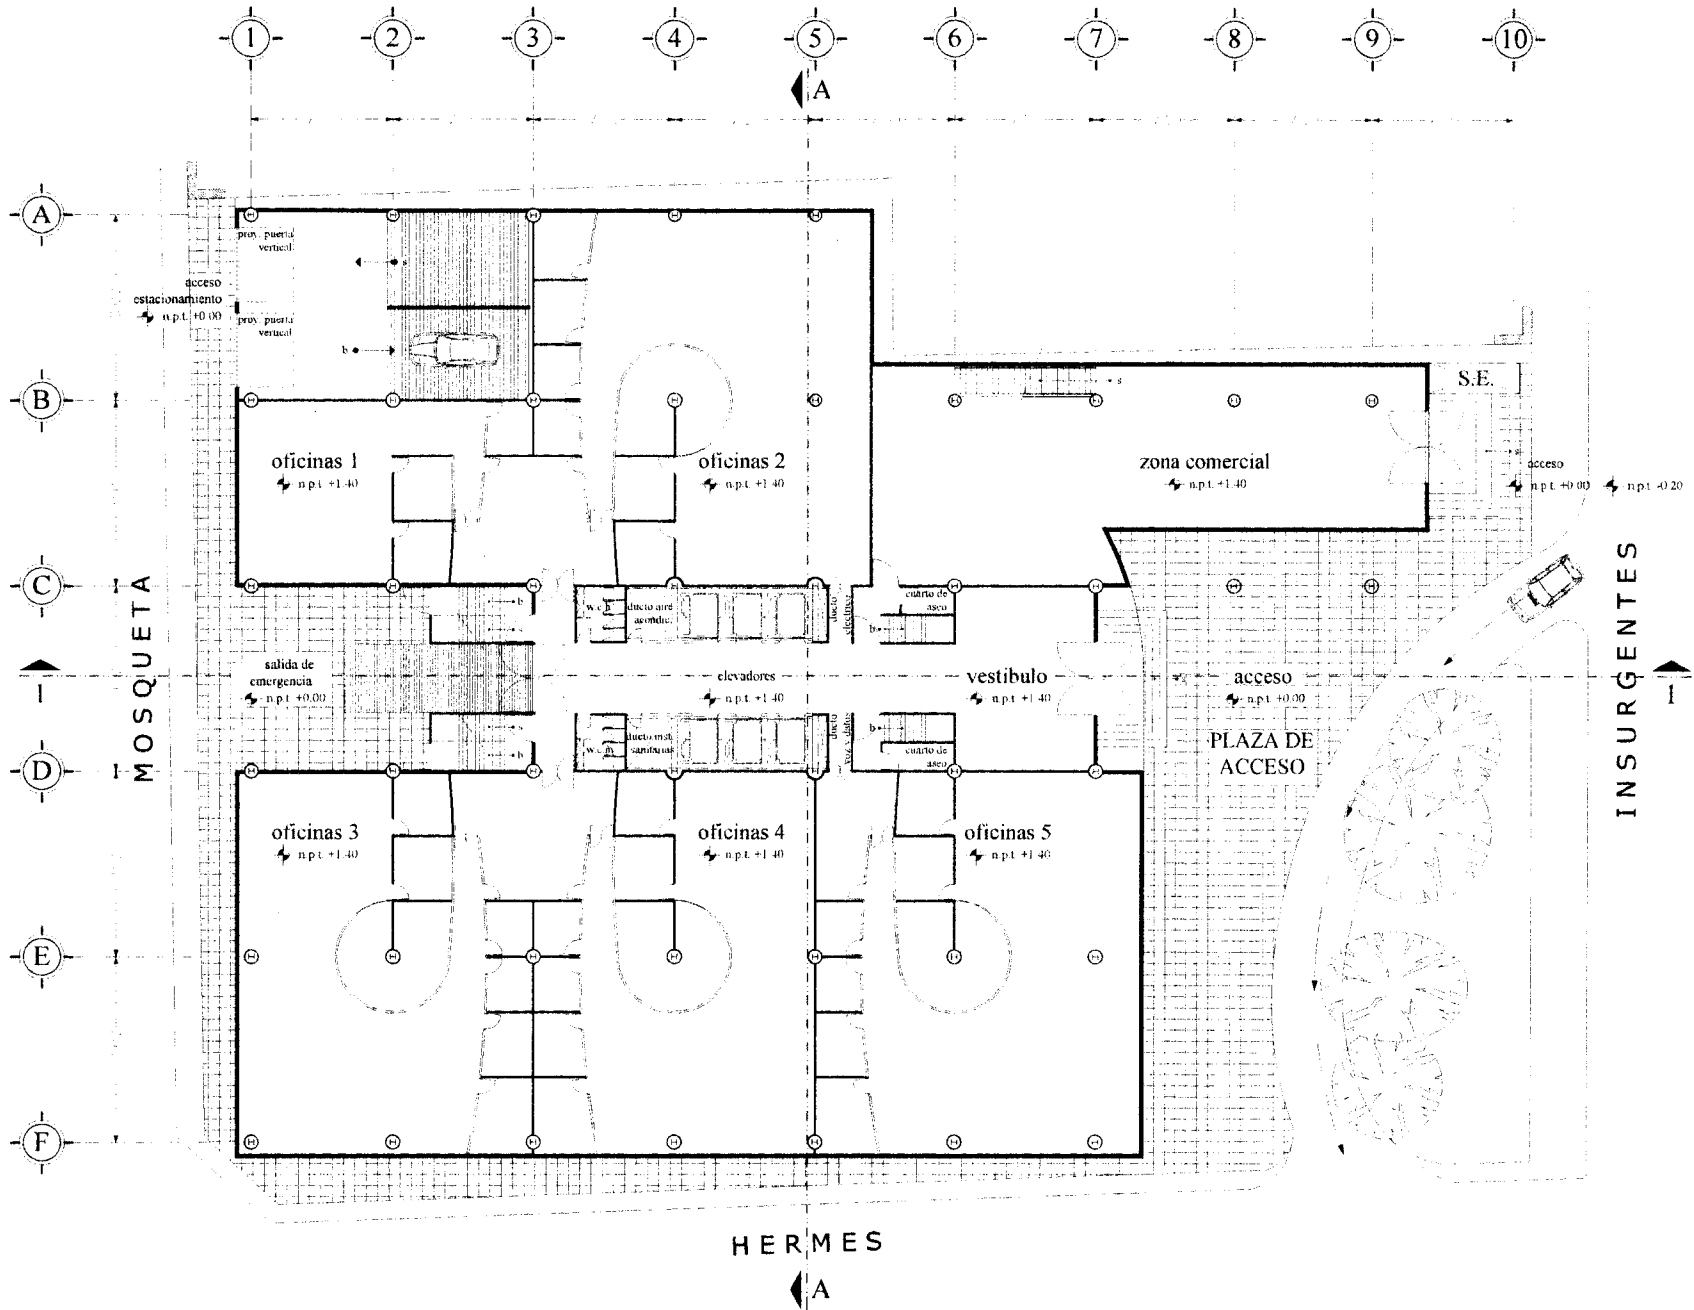 1 2 3 4 5 6 7 8 9 10
A
A
proy. puerta
vertical
acceso
estacionamiento
n.p.t. +0.00
s
proy. puerta
vertical
b
B
S.E.
s
oficinas 1
n.p.t. +1.40
oficinas 2
n.p.t. +1.40
zona comercial
n.p.t. +1.40
s
acceso
n.p.t. +0.00
n.p.t. -0.20
C
b
s
w.c.h
ducto aire
acondic.
ducto
electrico
cuarto de
aseo
b
MOSQUETA
INSURGENTES
salida de
emergencia
n.p.t. +0.00
elevadores
n.p.t. +1.40
vestibulo
n.p.t. +1.40
s
acceso
n.p.t. +0.00
1
1
s
b
w.c.m
ducto inst.
sanitarias
ducto
voz y datos
b
cuarto de
aseo
PLAZA DE
ACCESO
D
oficinas 3
n.p.t. +1.40
oficinas 4
n.p.t. +1.40
oficinas 5
n.p.t. +1.40
E
F
HERMES
A